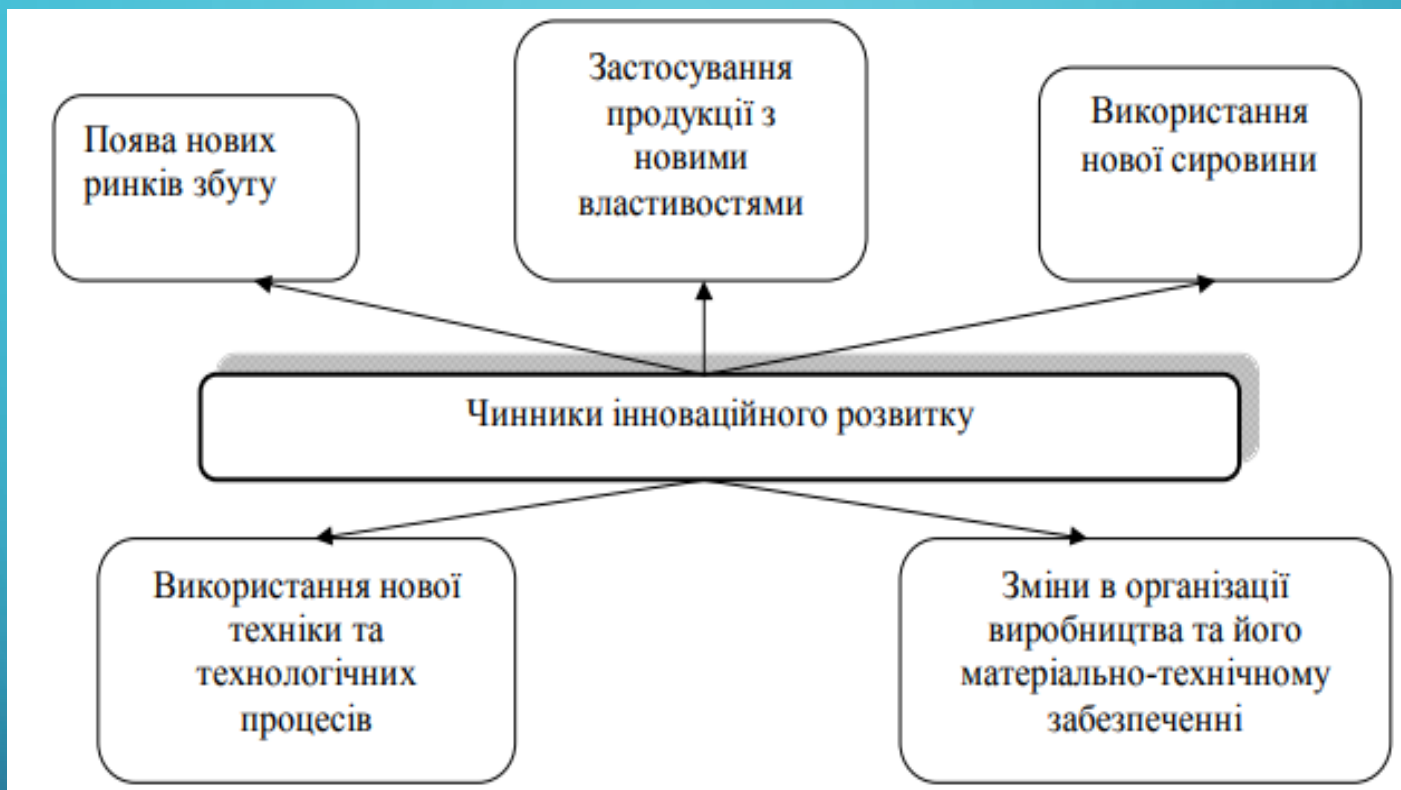 Поява нових
ринків збуту
Застосування
продукції з
новими
властивостями
Використання
нової сировини
Чинники інноваційного розвитку
Використання нової
техніки та
технологічних
процесів
Зміни в організації
виробництва та його
матеріально-технічному
забезпеченні